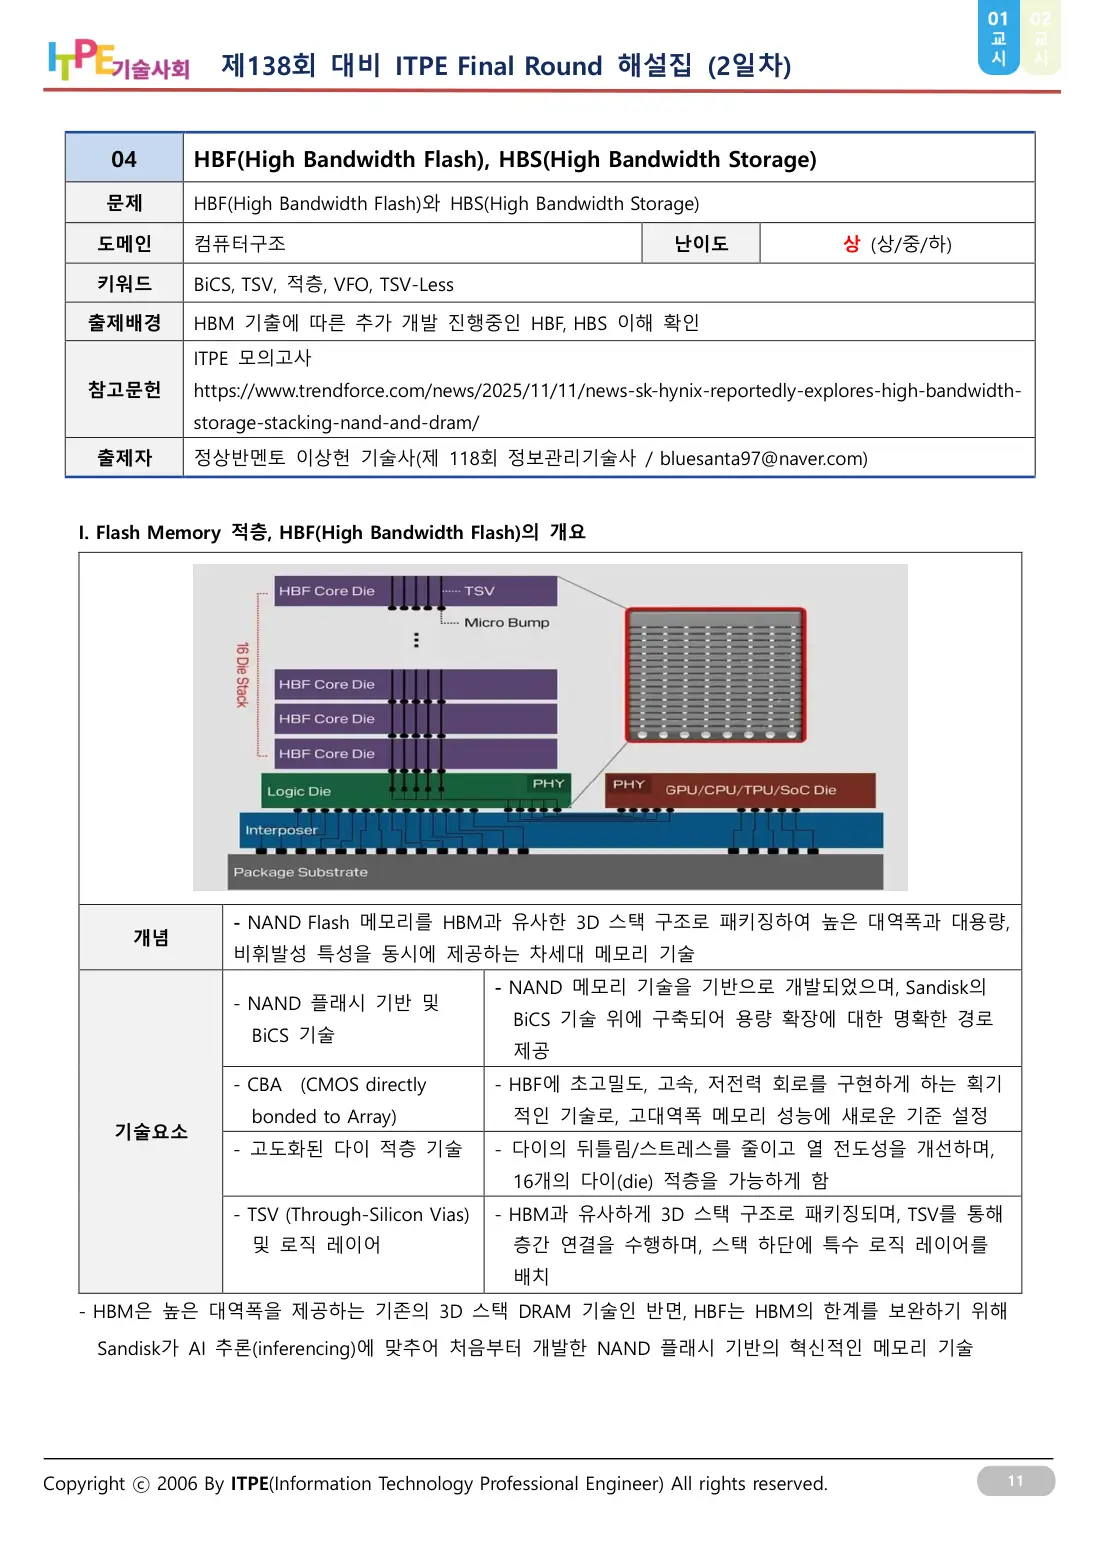 01
교
시
02
교
시
ITPE기술사회
제138회 대비 ITPE Final Round 해설집 (2일차)
04
HBF(High Bandwidth Flash), HBS(High Bandwidth Storage)
문제
HBF(High Bandwidth Flash)와 HBS(High Bandwidth Storage)
도메인
컴퓨터구조
난이도
상 (상/중/하)
키워드
BiCS, TSV, 적층, VFO, TSV-Less
출제배경
HBM 기출에 따른 추가 개발 진행중인 HBF, HBS 이해 확인
참고문헌
ITPE 모의고사
https://www.trendforce.com/news/2025/11/11/news-sk-hynix-reportedly-explores-high-bandwidth-
storage-stacking-nand-and-dram/
출제자
정상반멘토 이상헌 기술사(제 118회 정보관리기술사 / bluesanta97@naver.com)
I. Flash Memory 적층, HBF(High Bandwidth Flash)의 개요
HBF Core Die
TSV
Micro Bump
16 Die Stack
HBF Core Die
HBF Core Die
HBF Core Die
Logic Die
PHY
PHY
GPU/CPU/TPU/SoC Die
Interposer
Package Substrate
개념
- NAND Flash 메모리를 HBM과 유사한 3D 스택 구조로 패키징하여 높은 대역폭과 대용량,
비휘발성 특성을 동시에 제공하는 차세대 메모리 기술
기술요소
- NAND 플래시 기반 및
BiCS 기술
- NAND 메모리 기술을 기반으로 개발되었으며, Sandisk의
BiCS 기술 위에 구축되어 용량 확장에 대한 명확한 경로
제공
- CBA (CMOS directly
bonded to Array)
- HBF에 초고밀도, 고속, 저전력 회로를 구현하게 하는 획기
적인 기술로, 고대역폭 메모리 성능에 새로운 기준 설정
- 고도화된 다이 적층 기술
- 다이의 뒤틀림/스트레스를 줄이고 열 전도성을 개선하며,
16개의 다이(die) 적층을 가능하게 함
- TSV (Through-Silicon Vias)
및 로직 레이어
- HBM과 유사하게 3D 스택 구조로 패키징되며, TSV를 통해
층간 연결을 수행하며, 스택 하단에 특수 로직 레이어를
배치
- HBM은 높은 대역폭을 제공하는 기존의 3D 스택 DRAM 기술인 반면, HBF는 HBM의 한계를 보완하기 위해
Sandisk가 AI 추론(inferencing)에 맞추어 처음부터 개발한 NAND 플래시 기반의 혁신적인 메모리 기술
Copyright ⓒ 2006 By ITPE(Information Technology Professional Engineer) All rights reserved.
11